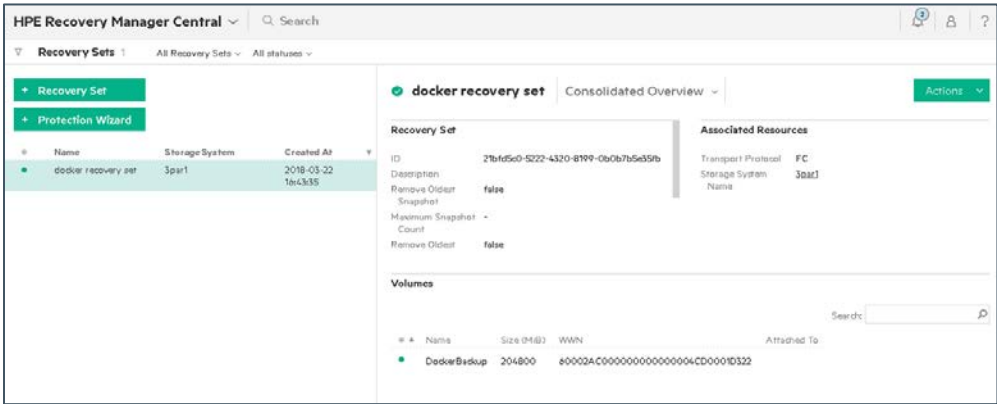 HPE Recovery Manager Central Search 3 ?
Recovery Sets 1 All Recovery Sets All statuses
+ Recovery Set
+ Protection Wizard
Name Storage System Created At
docker recovery set 3par1 2018-03-22
16:43:35
docker recovery set Consolidated Overview Actions
Recovery Set
ID 21bfd5c0-5222-4320-8199-0b0b7b5e35fb
Description
Remove Oldest false
Snapshot
Maximum Snapshot -
Count
Remove Oldest false
Associated Resources
Transport Protocol FC
Storage System 3par1
Name
Volumes
Search:
Name Size (MiB) WWN Attached To
DockerBackup 204800 60002AC000000000000004CD0001D322